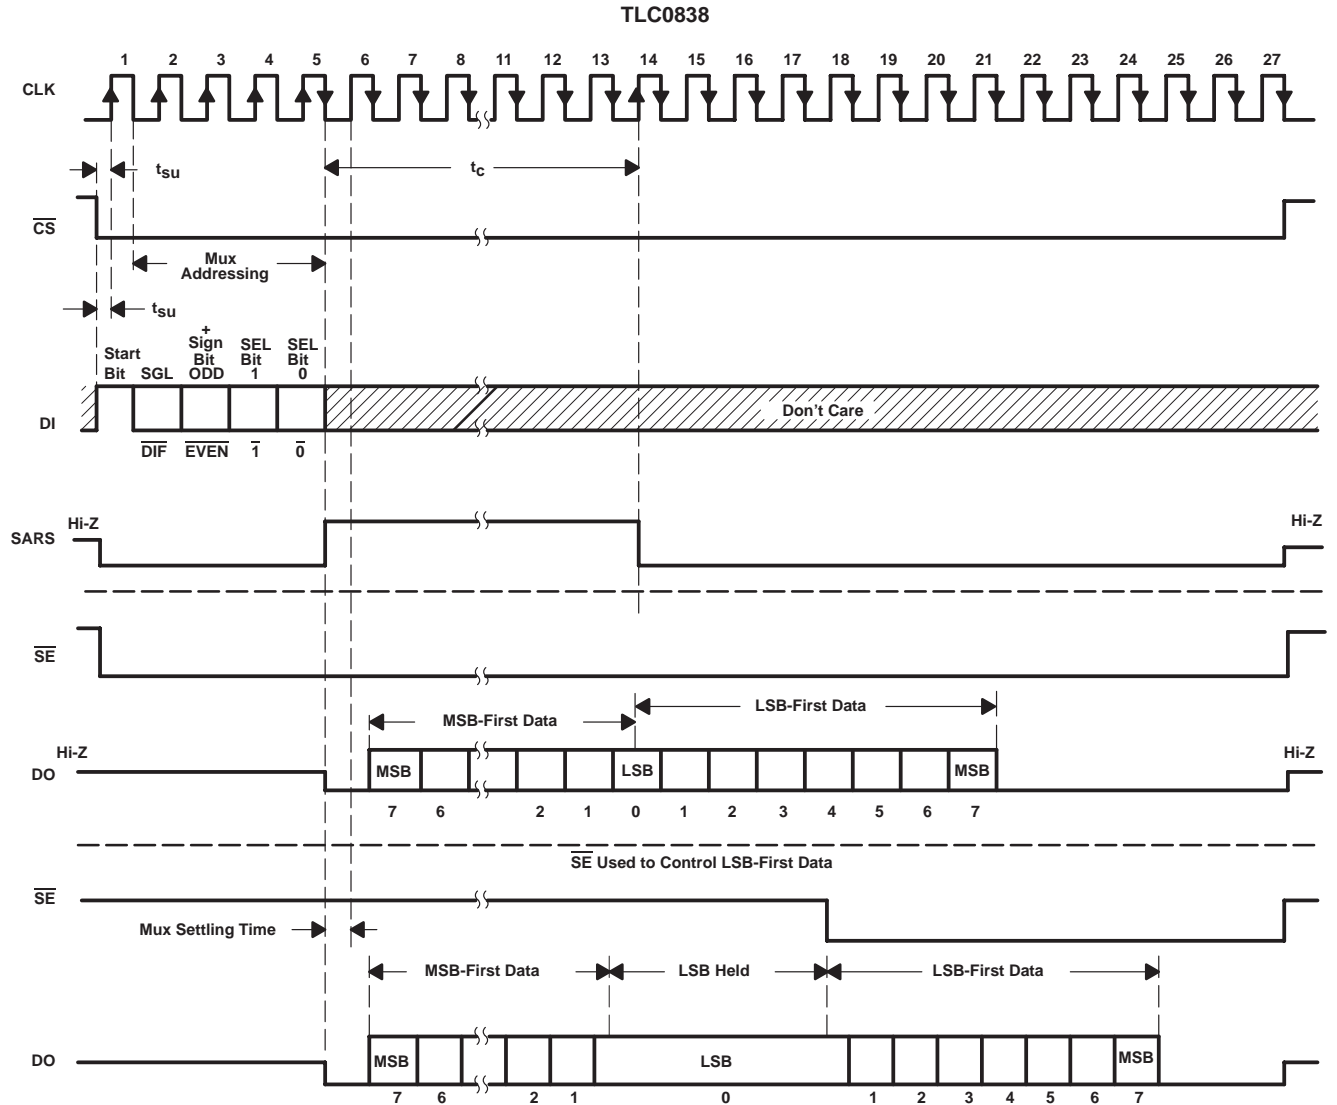 TLC0838
1 2 3 4 5 6 7 8 11 12 13 14 15 16 17 18 19 20 21 22 23 24 25 26 27
CLK
tsu
tc
CS
Mux
Addressing
tsu
Start
Bit
SGL
+
Sign
Bit
ODD
SEL
Bit
1
SEL
Bit
0
DI
Don't Care
DIF
EVEN
1
0
Hi-Z
SARS
Hi-Z
SE
MSB-First Data
LSB-First Data
Hi-Z
DO
MSB
LSB
MSB
Hi-Z
7 6 2 1 0 1 2 3 4 5 6 7
SE Used to Control LSB-First Data
SE
Mux Settling Time
MSB-First Data
LSB Held
LSB-First Data
DO
MSB
LSB
MSB
7 6 2 1 0 1 2 3 4 5 6 7